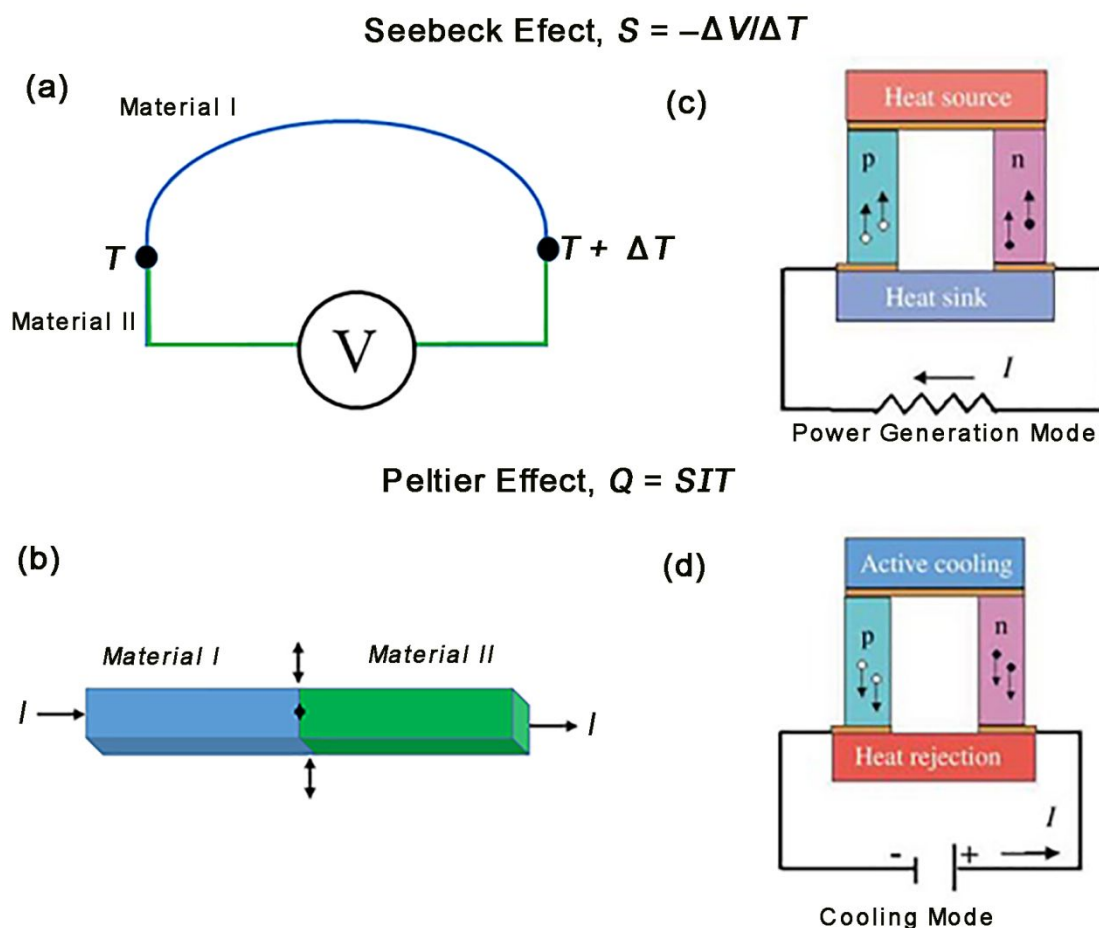 Seebeck Efect, S = –ΔV/ΔT
(a)
Material I
T
T + ΔT
Material II
V
(c)
Heat source
p
n
Heat sink
I
Power Generation Mode
Peltier Effect, Q = SIT
(b)
Material I
Material II
I
I
(d)
Active cooling
p
n
Heat rejection
I
- +
Cooling Mode